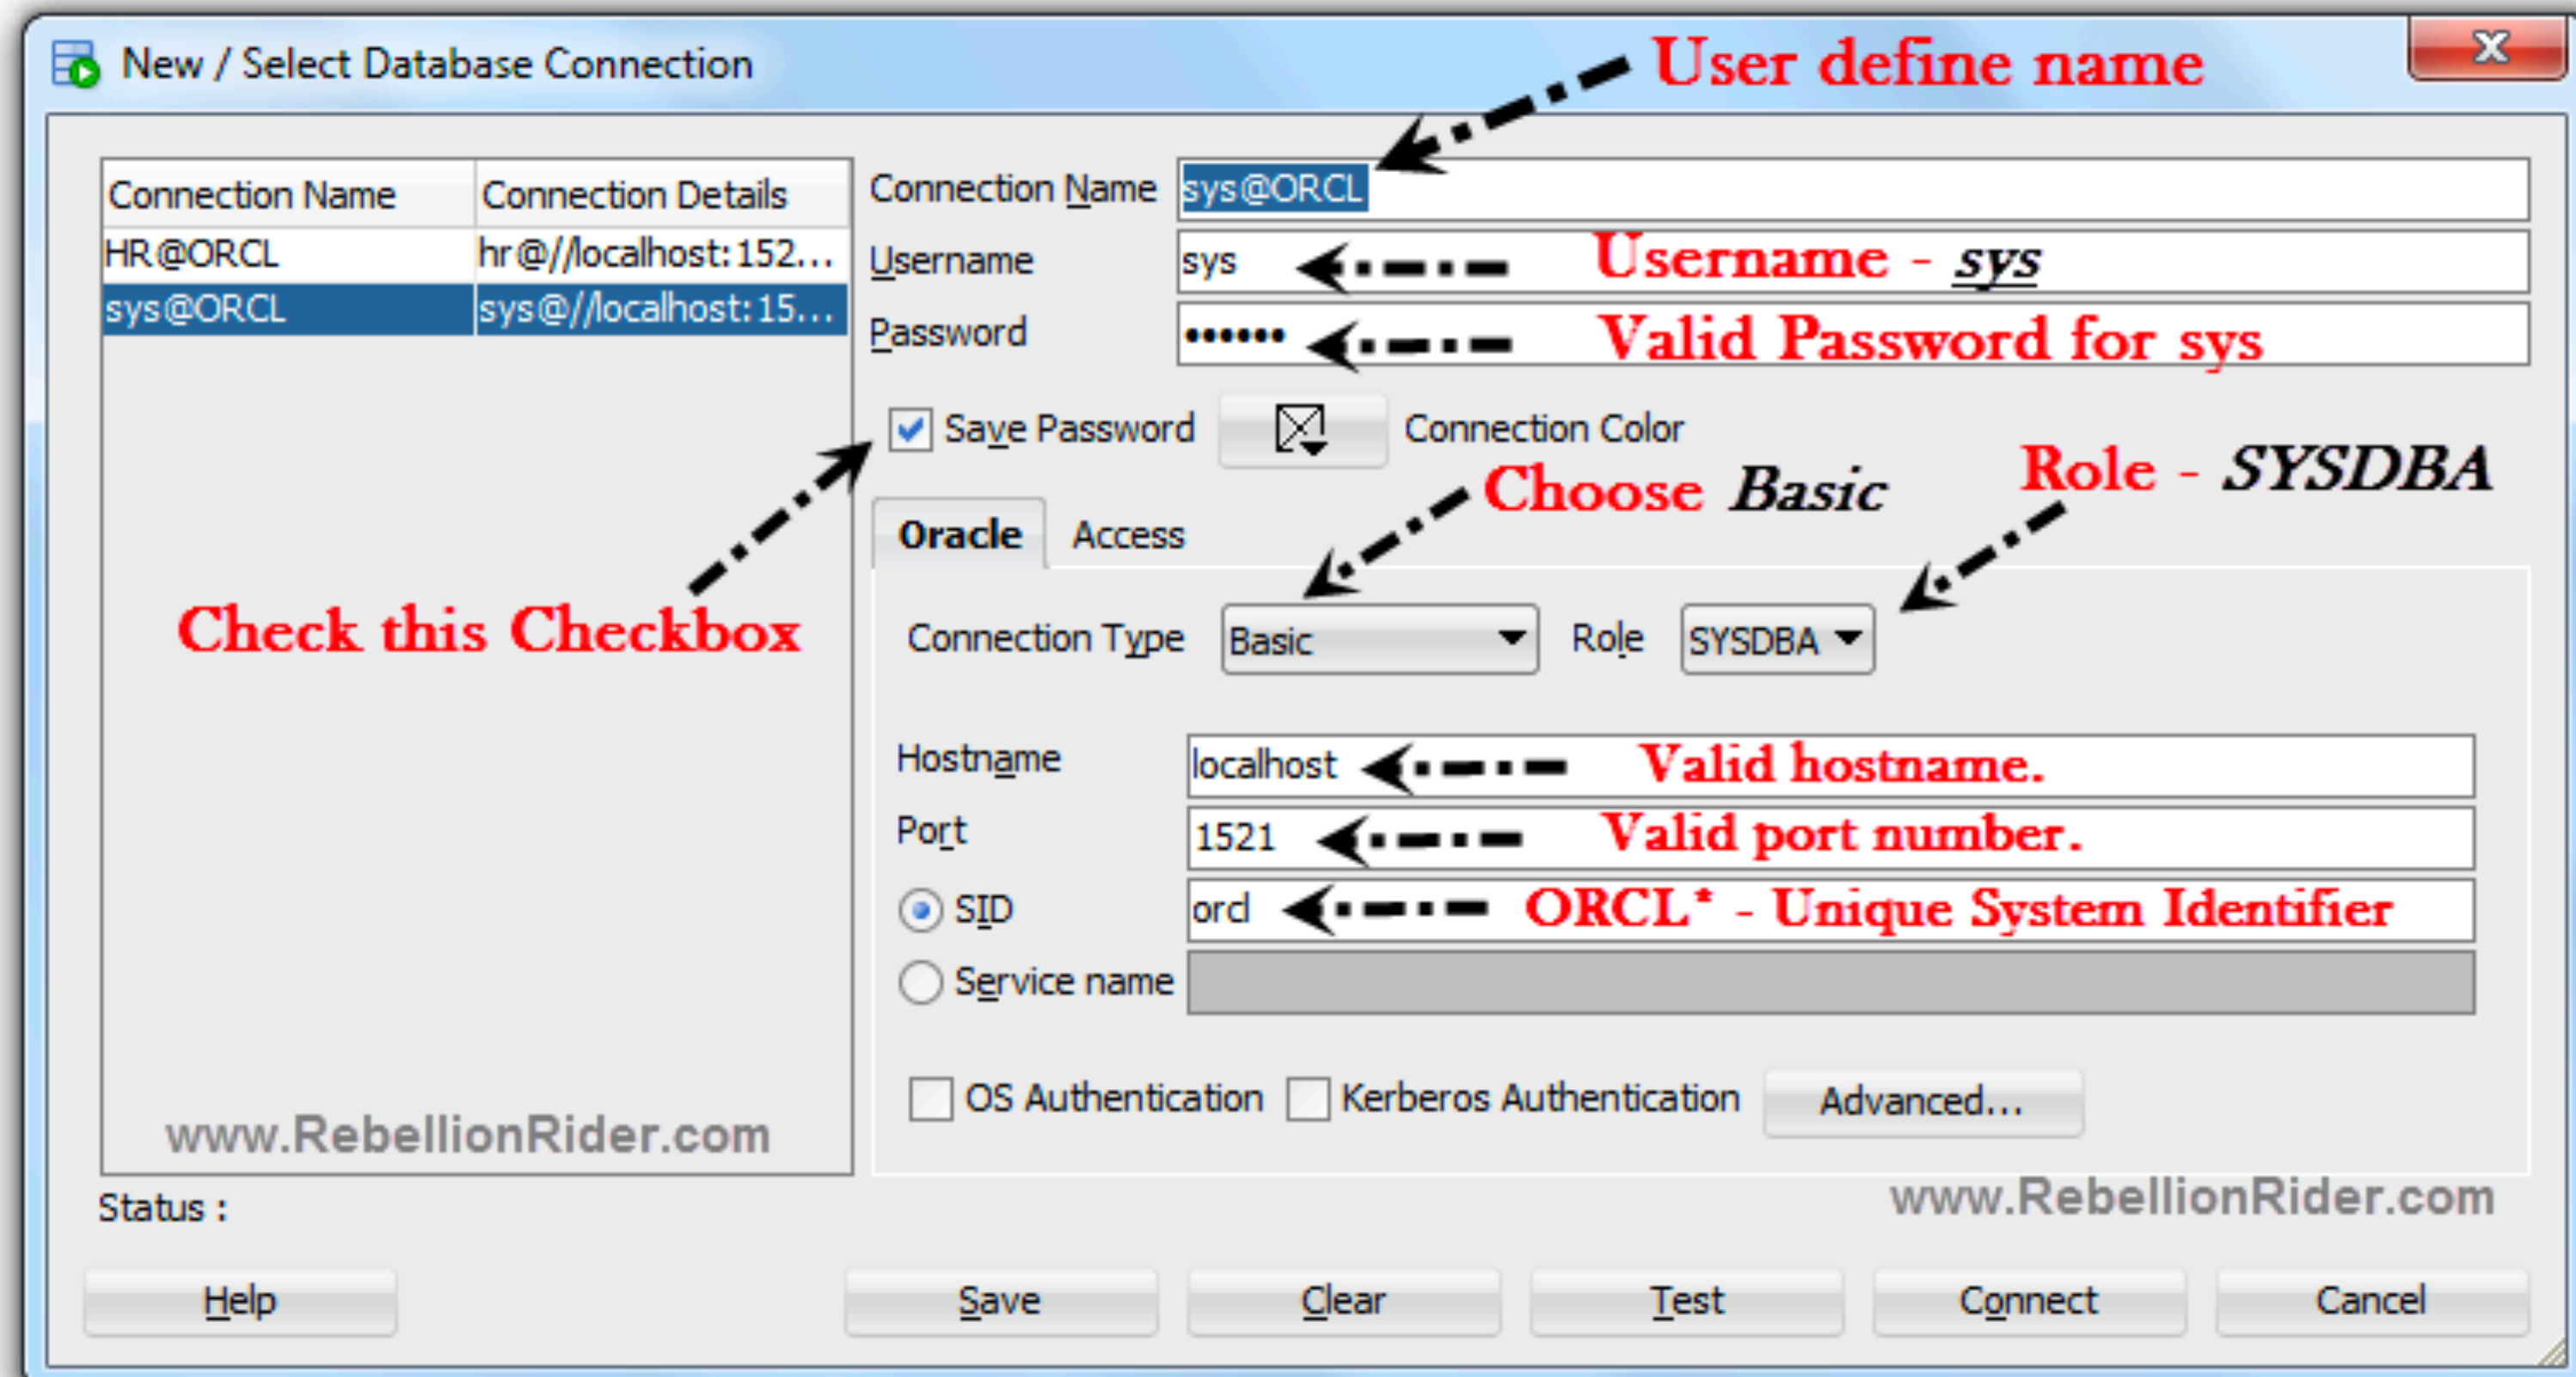 New / Select Database Connection
User define name
Connection Name Connection Details
HR@ORCL hr@//localhost:152...
sys@ORCL sys@//localhost:15...
Connection Name sys@ORCL
Username sys Username - sys
Password •••••• Valid Password for sys
Save Password Connection Color
Check this Checkbox
Choose Basic
Role - SYSDBA
Oracle Access
Connection Type Basic Role SYSDBA
Hostname localhost Valid hostname.
Port 1521 Valid port number.
SID orcl ORCL* - Unique System Identifier
Service name
OS Authentication Kerberos Authentication Advanced...
www.RebellionRider.com
www.RebellionRider.com
Status :
Help Save Clear Test Connect Cancel